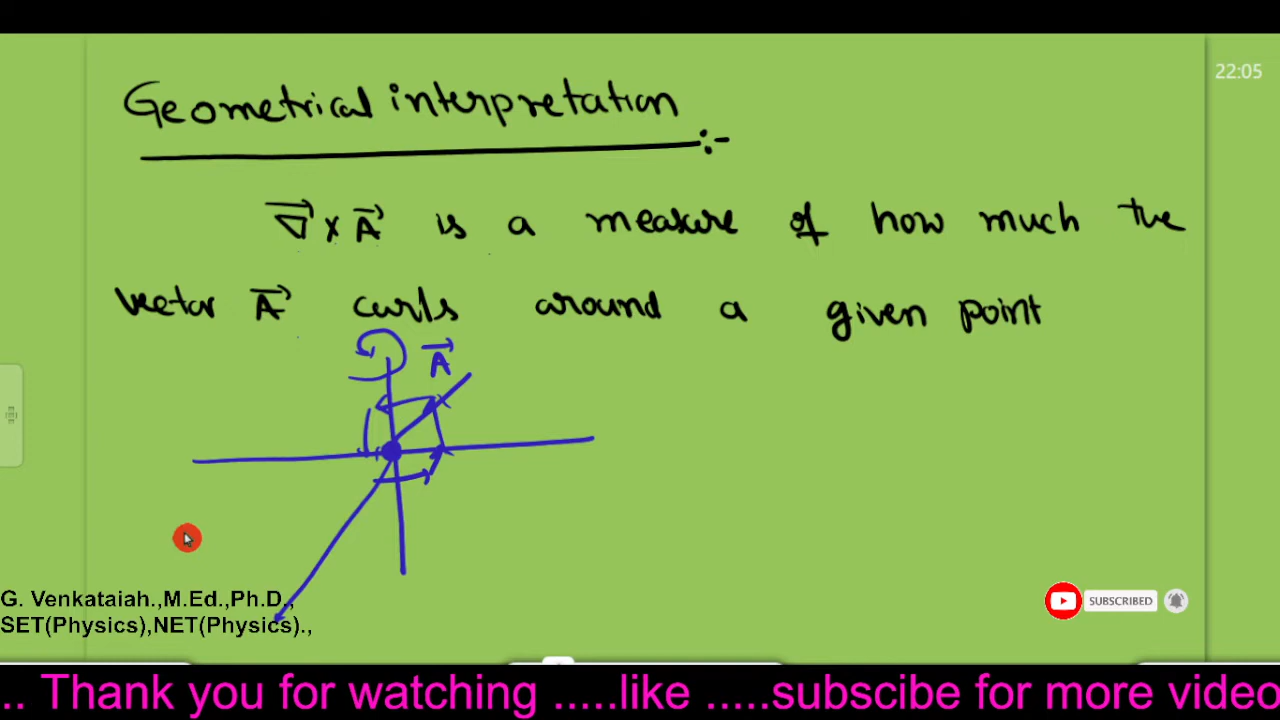 22:05
Geometrical interpretation :-
∇⃗ × A⃗ is a measure of how much the
vector A⃗ curls around a given point
A⃗
G. Venkataiah.,M.Ed.,Ph.D.,
SET(Physics),NET(Physics).,
SUBSCRIBED
.. Thank you for watching .....like .....subscibe for more video